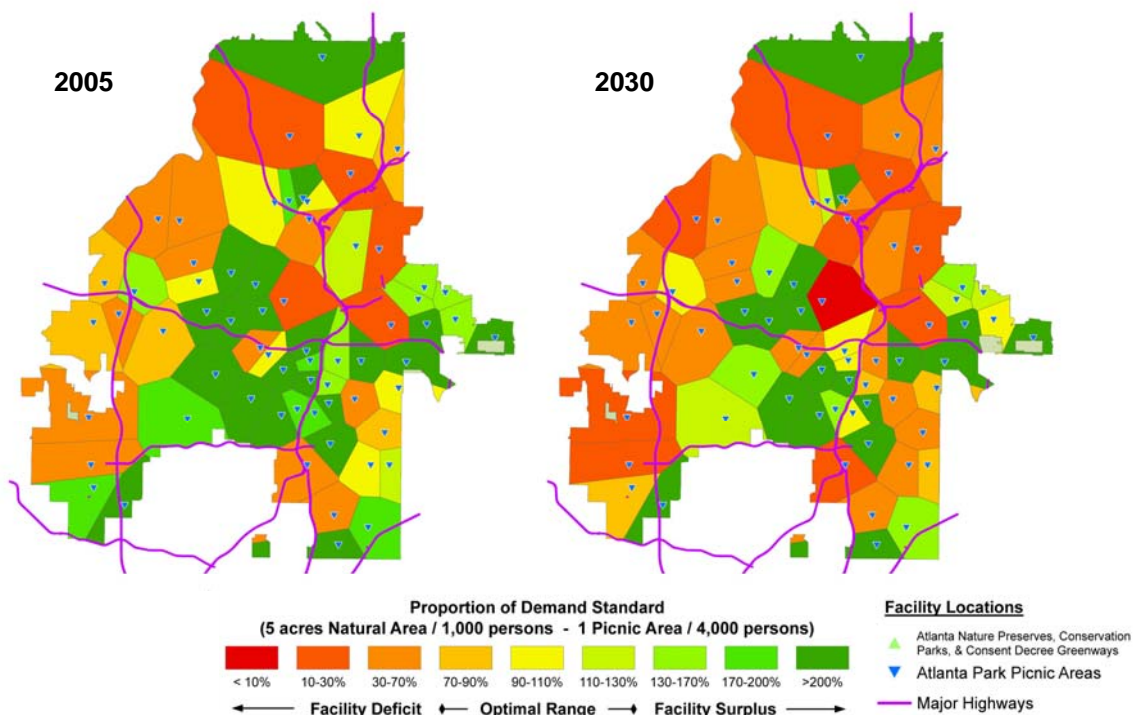 2005
2030
Proportion of Demand Standard
(5 acres Natural Area / 1,000 persons - 1 Picnic Area / 4,000 persons)
< 10% 10-30% 30-70% 70-90% 90-110% 110-130% 130-170% 170-200% >200%
Facility Deficit Optimal Range Facility Surplus
Facility Locations
Atlanta Nature Preserves, Conservation
Parks, & Consent Decree Greenways
Atlanta Park Picnic Areas
Major Highways